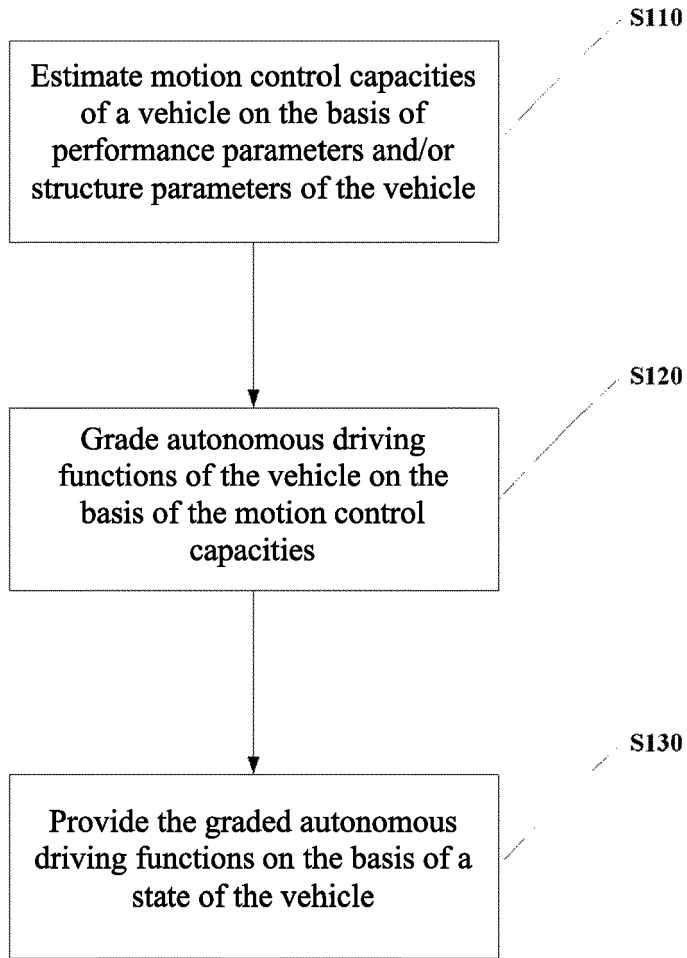 S110
Estimate motion control capacities
of a vehicle on the basis of
performance parameters and/or
structure parameters of the vehicle
S120
Grade autonomous driving
functions of the vehicle on the
basis of the motion control
capacities
S130
Provide the graded autonomous
driving functions on the basis of a
state of the vehicle